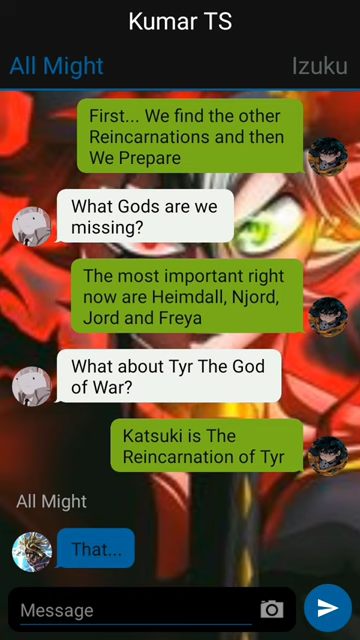 Kumar TS
All Might
Izuku
First... We find the other
Reincarnations and then
We Prepare
What Gods are we
missing?
The most important right
now are Heimdall, Njord,
Jord and Freya
What about Tyr The God
of War?
Katsuki is The
Reincarnation of Tyr
All Might
That...
Message